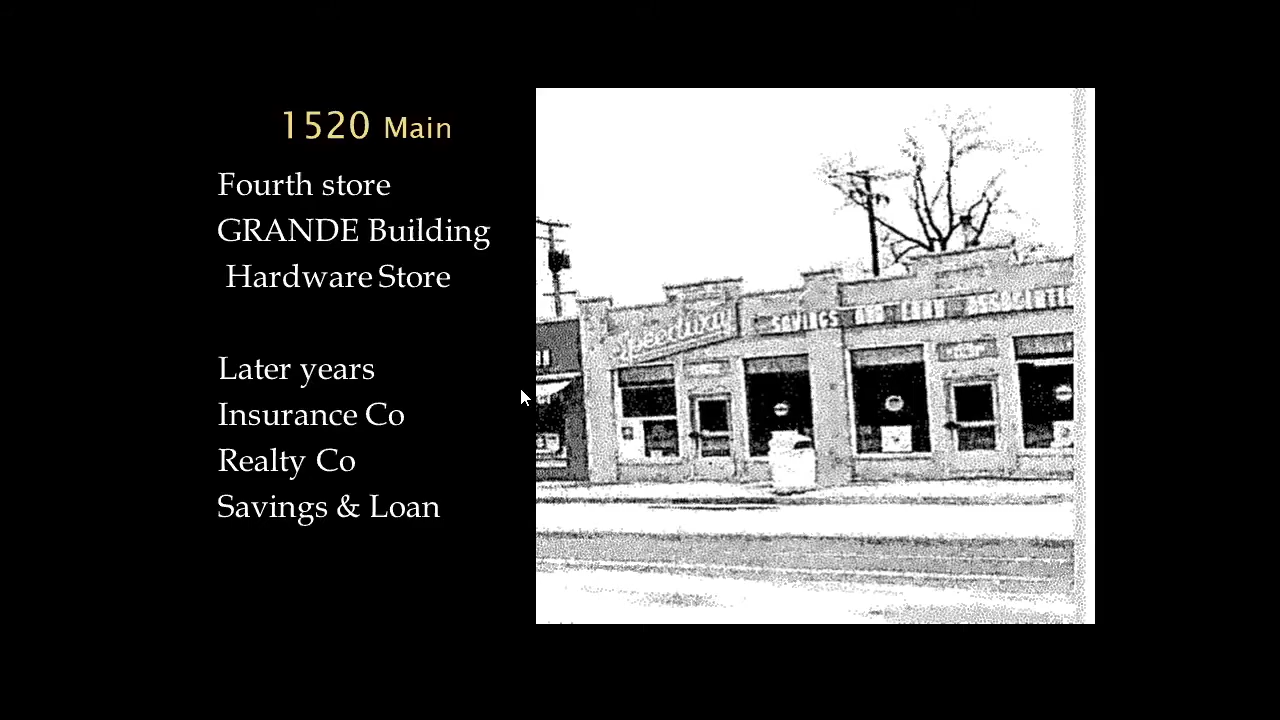 1520 Main
Fourth store
GRANDE Building
Hardware Store
Later years
Insurance Co
Realty Co
Savings & Loan
Speedway
SAVINGS AND LOAN ASSOCIATI